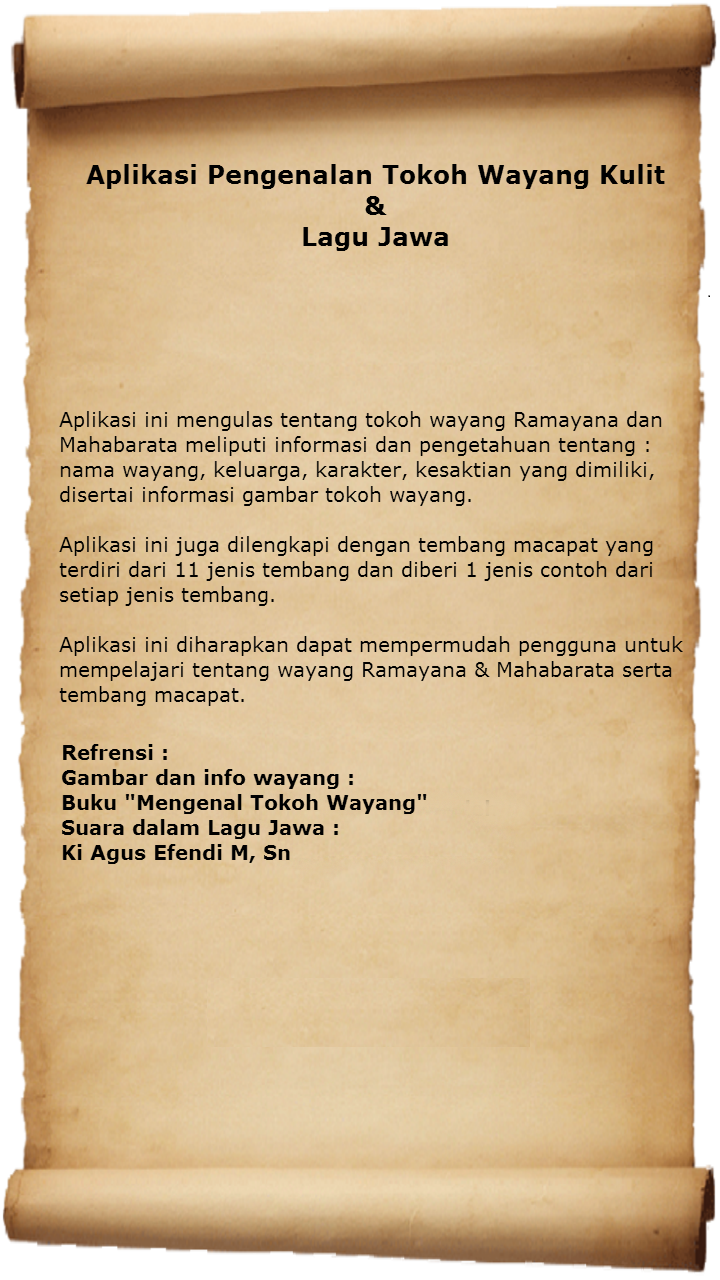 Aplikasi Pengenalan Tokoh Wayang Kulit
&
Lagu Jawa
Aplikasi ini mengulas tentang tokoh wayang Ramayana dan
Mahabarata meliputi informasi dan pengetahuan tentang :
nama wayang, keluarga, karakter, kesaktian yang dimiliki,
disertai informasi gambar tokoh wayang.
Aplikasi ini juga dilengkapi dengan tembang macapat yang
terdiri dari 11 jenis tembang dan diberi 1 jenis contoh dari
setiap jenis tembang.
Aplikasi ini diharapkan dapat mempermudah pengguna untuk
mempelajari tentang wayang Ramayana & Mahabarata serta
tembang macapat.
Refrensi :
Gambar dan info wayang :
Buku "Mengenal Tokoh Wayang"
Suara dalam Lagu Jawa :
Ki Agus Efendi M, Sn